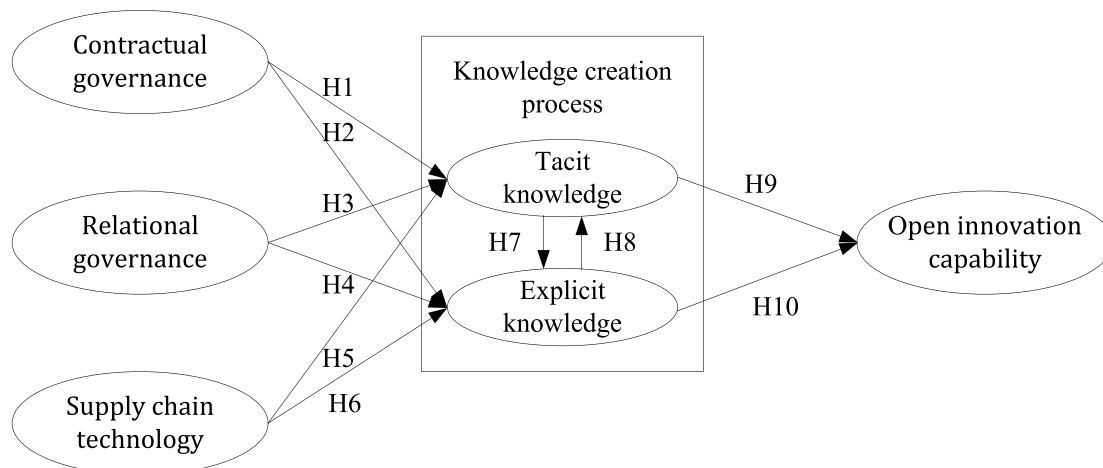 Contractual
governance
Relational
governance
Supply chain
technology
H1
H2
H3
H4
H5
H6
Knowledge creation
process
Tacit
knowledge
H7
H8
Explicit
knowledge
H9
H10
Open innovation
capability